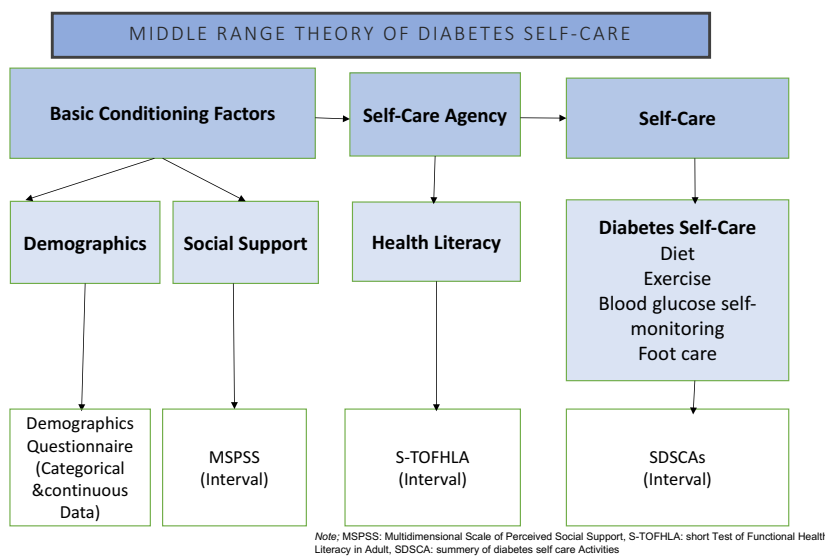 MIDDLE RANGE THEORY OF DIABETES SELF-CARE
Basic Conditioning Factors
Self-Care Agency
Self-Care
Demographics
Social Support
Health Literacy
Diabetes Self-Care
Diet
Exercise
Blood glucose self-
monitoring
Foot care
Demographics
Questionnaire
(Categorical
&continuous
Data)
MSPSS
(Interval)
S-TOFHLA
(Interval)
SDSCAs
(Interval)
Note; MSPSS: Multidimensional Scale of Perceived Social Support, S-TOFHLA: short Test of Functional Health
Literacy in Adult, SDSCA: summery of diabetes self care Activities